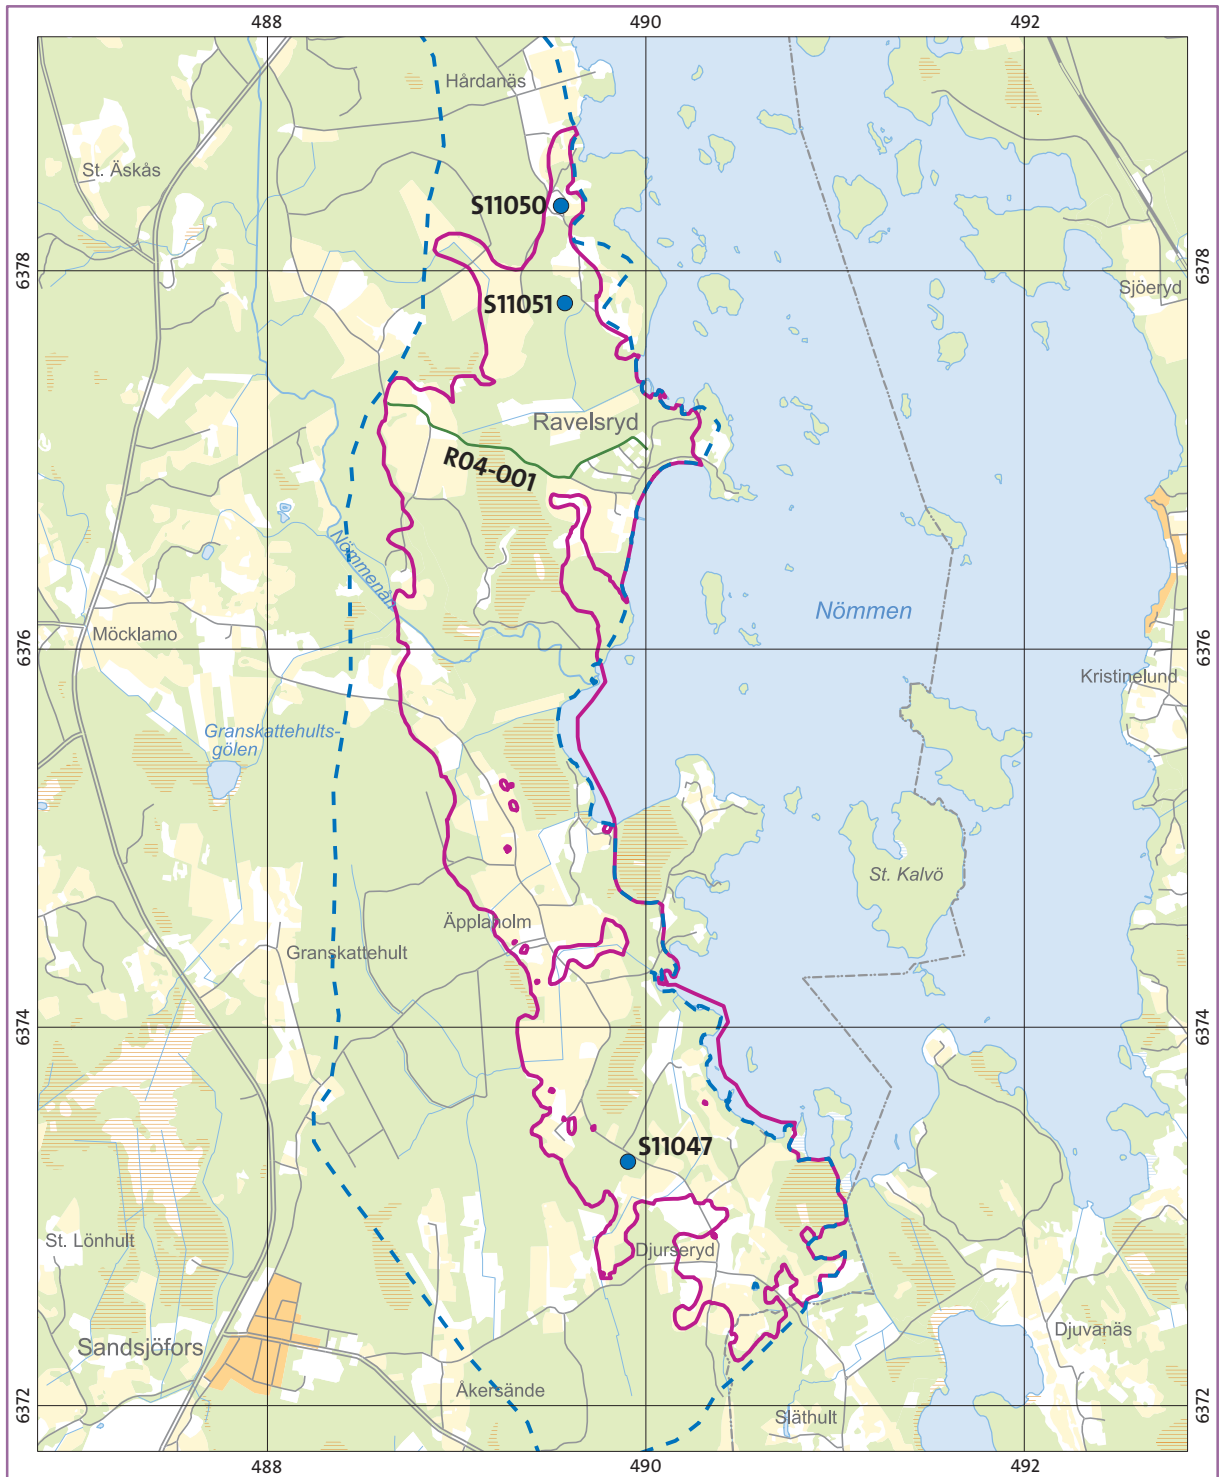 488 490 492
Hårdanäs
St. Äskås
S11050
6378 6378
Sjöeryd
S11051
Ravelsryd
R04-001
Nömmenån
Nömmen
Möcklamo
6376 6376
Kristinelund
Granskattehults-
gölen
St. Kalvö
Äpplaholm
Granskattehult
6374 6374
S11047
St. Lönhult
Djurseryd
Djuvanäs
Sandsjöfors
Åkersände
6372 6372
Släthult
488 490 492